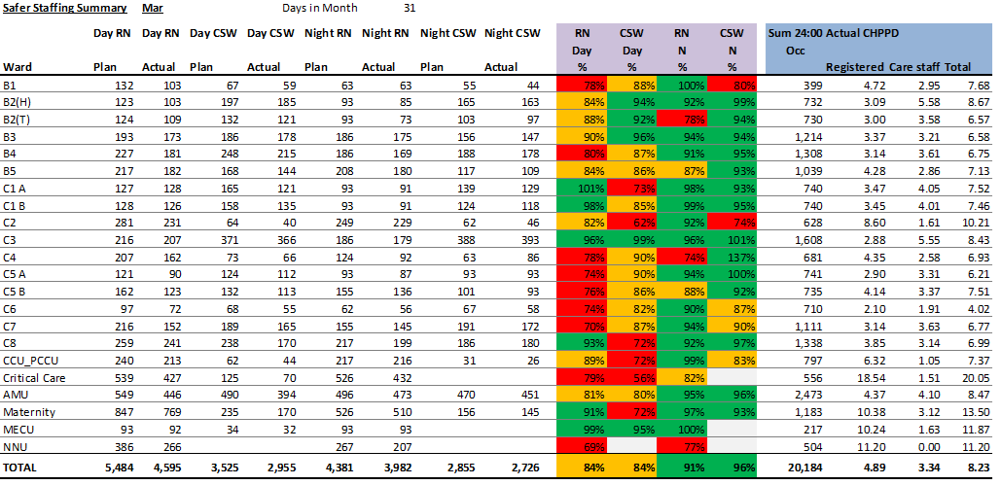 Safer Staffing Summary Mar Days in Month 31
Day RN Day RN Day CSW Day CSW Night RN Night RN Night CSW Night CSW RN CSW RN CSW Sum 24:00 Actual CHPPD
Day Day N N Occ
Ward Plan Actual Plan Actual Plan Actual Plan Actual % % % % Registered Care staff Total
B1 132 103 67 59 63 63 55 44 78% 88% 100% 80% 399 4.72 2.95 7.68
B2(H) 123 103 197 185 93 85 165 163 84% 94% 92% 99% 732 3.09 5.58 8.67
B2(T) 124 109 132 121 93 73 103 97 88% 92% 78% 94% 730 3.00 3.58 6.57
B3 193 173 186 178 186 175 156 147 90% 96% 94% 94% 1,214 3.37 3.21 6.58
B4 227 181 248 215 186 169 188 178 80% 87% 91% 95% 1,308 3.14 3.61 6.75
B5 217 182 168 144 208 180 117 109 84% 86% 87% 93% 1,039 4.28 2.86 7.13
C1 A 127 128 165 121 93 91 139 129 101% 73% 98% 93% 740 3.47 4.05 7.52
C1 B 128 126 158 135 93 91 124 118 98% 85% 99% 95% 740 3.45 4.01 7.46
C2 281 231 64 40 249 229 62 46 82% 62% 92% 74% 628 8.60 1.61 10.21
C3 216 207 371 366 186 179 388 393 96% 99% 96% 101% 1,608 2.88 5.55 8.43
C4 207 162 73 66 124 92 63 86 78% 90% 74% 137% 681 4.35 2.58 6.93
C5 A 121 90 124 112 93 87 93 93 74% 90% 94% 100% 741 2.90 3.31 6.21
C5 B 162 123 132 113 155 136 101 93 76% 86% 88% 92% 735 4.14 3.37 7.51
C6 97 72 68 55 62 56 67 58 74% 82% 90% 87% 710 2.10 1.91 4.02
C7 216 152 189 165 155 145 191 172 70% 87% 94% 90% 1,111 3.14 3.63 6.77
C8 259 241 238 170 217 199 186 180 93% 72% 92% 97% 1,338 3.85 3.14 6.99
CCU_PCCU 240 213 62 44 217 216 31 26 89% 72% 99% 83% 797 6.32 1.05 7.37
Critical Care 539 427 125 70 526 432 79% 56% 82% 556 18.54 1.51 20.05
AMU 549 446 490 394 496 473 470 451 81% 80% 95% 96% 2,473 4.37 4.10 8.47
Maternity 847 769 235 170 526 510 156 145 91% 72% 97% 93% 1,183 10.38 3.12 13.50
MECU 93 92 34 32 93 93 99% 95% 100% 217 10.24 1.63 11.87
NNU 386 266 267 207 69% 77% 504 11.20 0.00 11.20
TOTAL 5,484 4,595 3,525 2,955 4,381 3,982 2,855 2,726 84% 84% 91% 96% 20,184 4.89 3.34 8.23